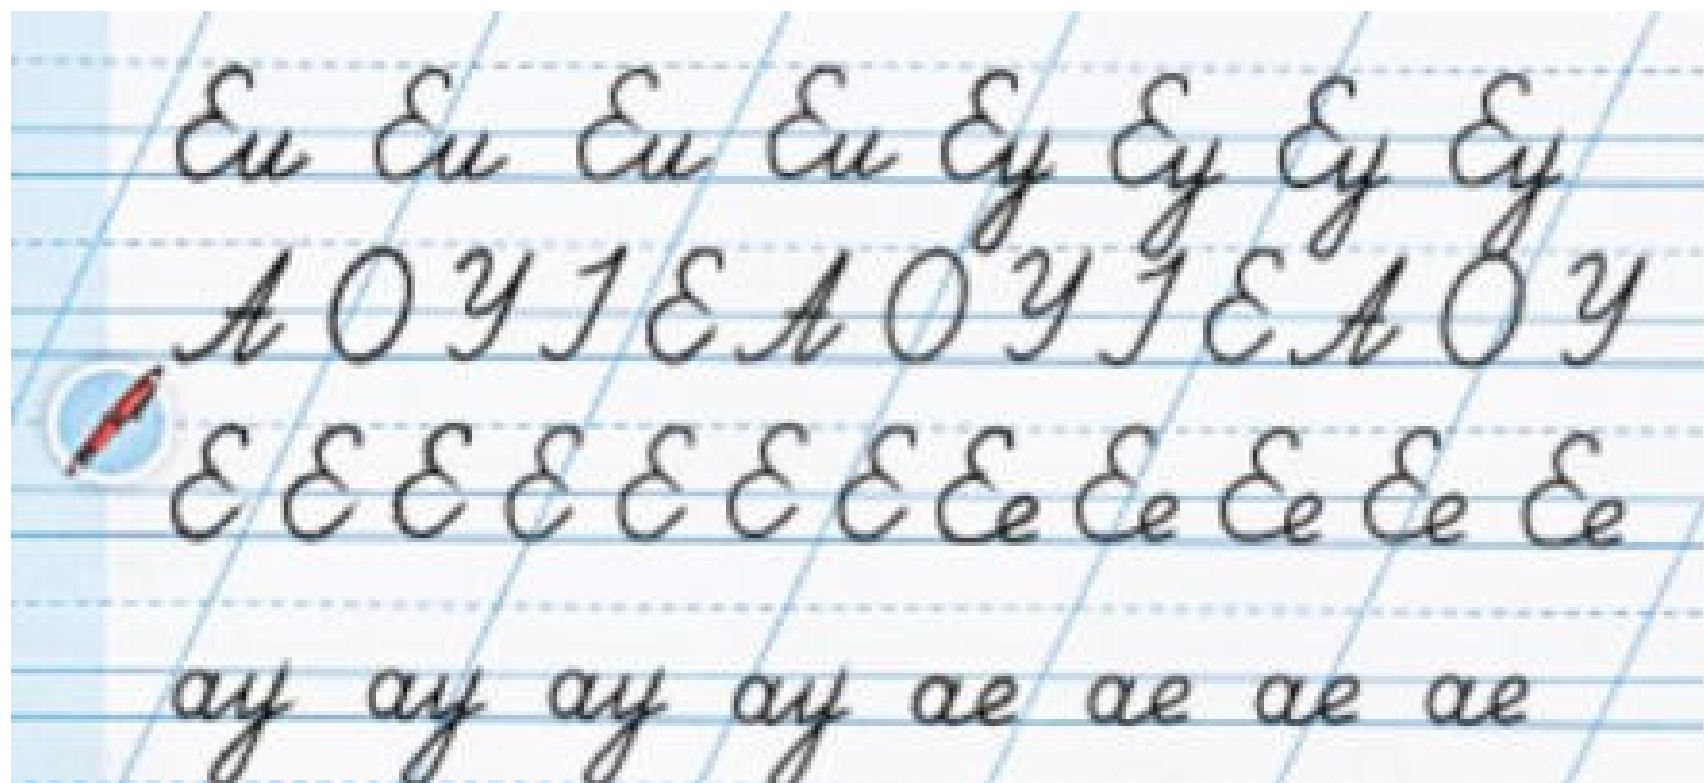 Еи Еи Еи Еи Еу Еу Еу Еу
А О У І Е А О У І Е А О У
Е Е Е Е Е Е Е Ее Ее Ее Ее Ее
ау ау ау ау ае ае ае ае